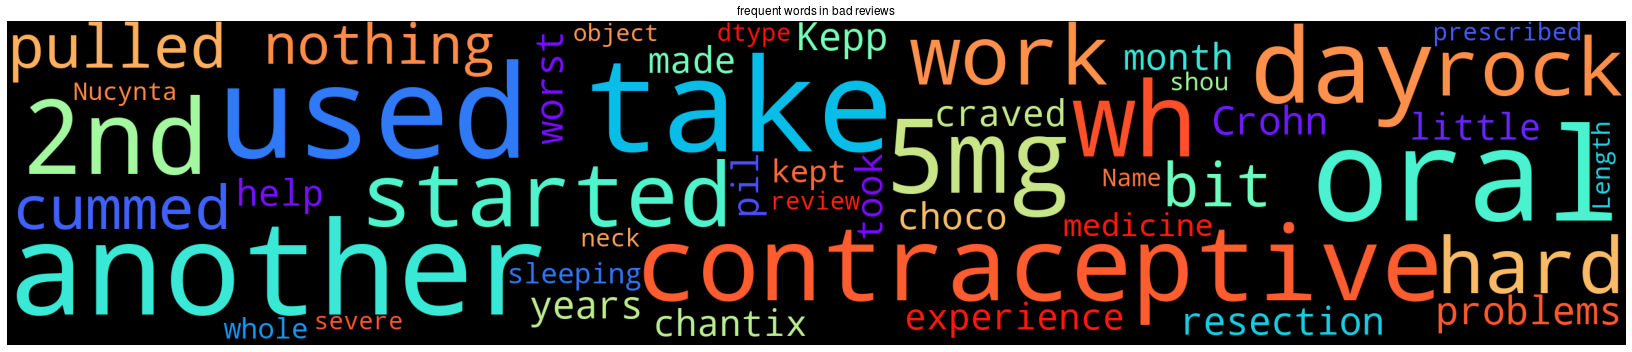 frequent words in bad reviews
pulled
nothing
worst
object
dtype
Kepp
made
work
month
shou
prescribed
day
rock
Nucynta
2nd
used
take
craved
5mg
wh
Crohn
little
oral
Length
cummed
help
started
pil
kept
review
took
choco
Name
bit
medicine
another
neck
sleeping
contraceptive
hard
years
whole
severe
chantix
experience
resection
problems